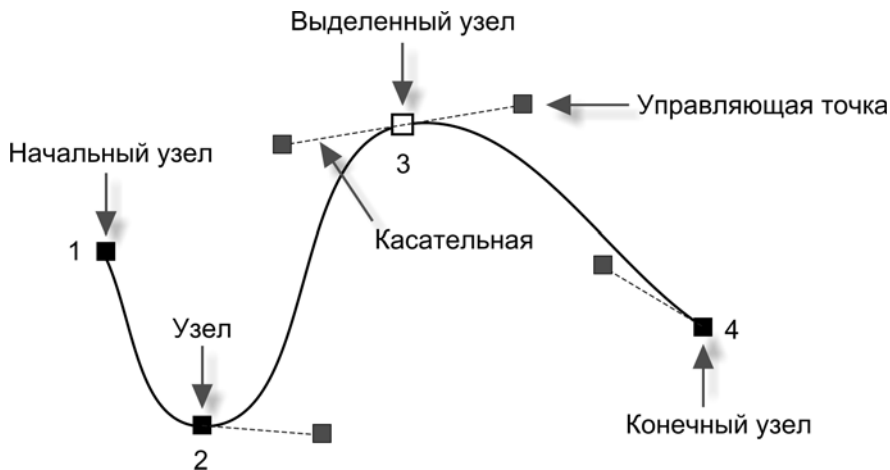 Выделенный узел
Управляющая точка
Начальный узел
3
1
Касательная
Узел
4
Конечный узел
2